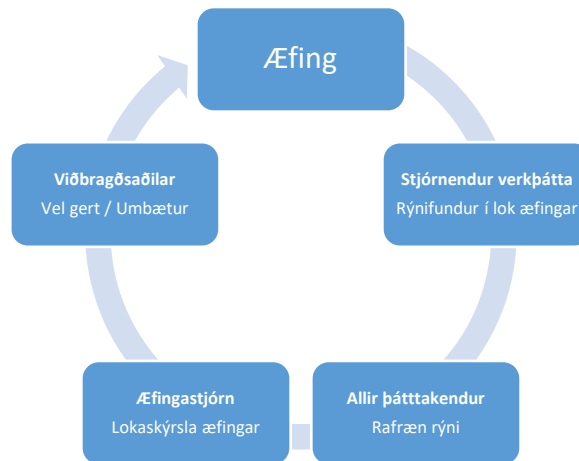 Æfing
Stjórnendur verkþátta
Rýnifundur í lok æfingar
Allir þátttakendur
Rafræn rýni
Æfingastjórn
Lokaskýrsla æfingar
Viðbragðsaðilar
Vel gert / Umbætur